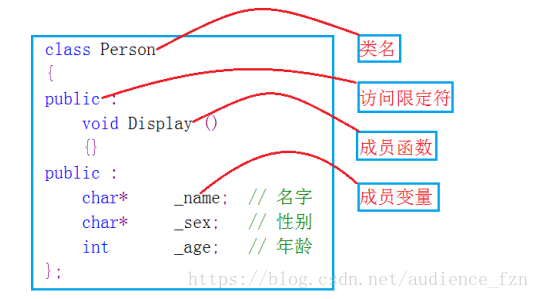 class Person
类名
{
public :
访问限定符
void Display ()
{}
成员函数
public :
char* _name; // 名字
成员变量
char* _sex; // 性别
int _age; // 年龄
};
https://blog.csdn.net/audience_fzn